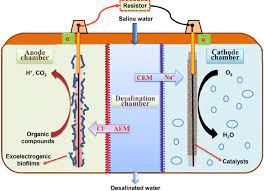 Resistor
Saline water
e⁻
e⁻
Anode
chamber
Cathode
chamber
H⁺, CO₂
CEM
Na⁺
O₂
Desalination
chamber
Cl⁻
AEM
Organic
compounds
H₂O
Exoelectrogenic
biofilms
Catalysts
Desalinated water